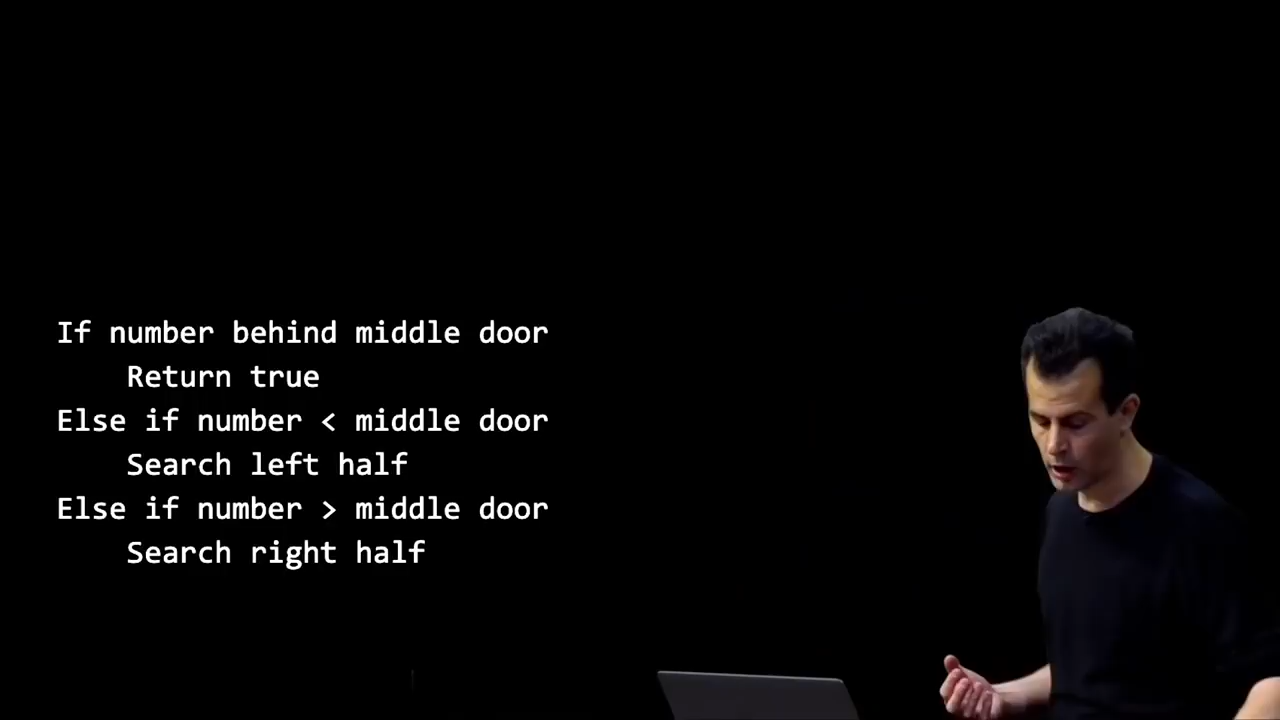 If number behind middle door
Return true
Else if number < middle door
Search left half
Else if number > middle door
Search right half